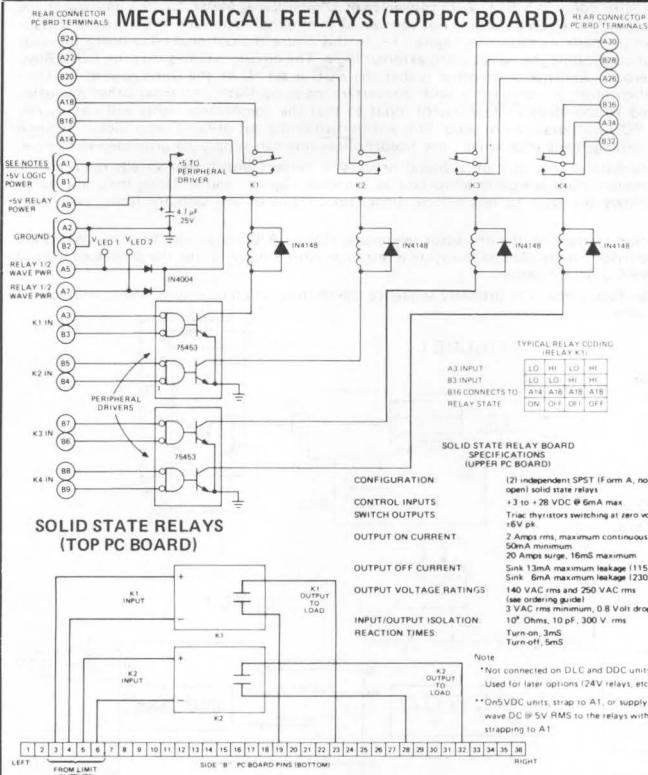 REAR CONNECTOR
PC BRD TERMINALS
MECHANICAL RELAYS (TOP PC BOARD)
REAR CONNECTOR
PC BRD TERMINALS
B24
A22
B20
A18
B16
A14
A30
B28
A26
B36
A34
B32
SEE NOTES
A1
+5V LOGIC
POWER
B1
+5 TO
PERIPHERAL
DRIVER
K1
K2
K3
K4
+5V RELAY
POWER
A9
4.7 µF
25V
GROUND
A2
B2
VLED 1
VLED 2
RELAY 1/2
WAVE PWR
A5
RELAY 1/2
WAVE PWR
A7
IN4004
IN4148
IN4148
IN4148
IN4148
K1 IN
A3
B3
75453
K2 IN
B5
B4
PERIPHERAL
DRIVERS
K3 IN
B7
B6
75453
K4 IN
B8
B9
TYPICAL RELAY CODING
(RELAY K1)
A3 INPUT LO HI LO HI
B3 INPUT LO LO HI HI
B16 CONNECTS TO A14 A18 A18 A18
RELAY STATE ON OFF OFF OFF
SOLID STATE RELAY BOARD
SPECIFICATIONS
(UPPER PC BOARD)
CONFIGURATION: (2) independent SPST (Form A, no
open) solid state relays
CONTROL INPUTS: +3 to +28 VDC @ 6mA max.
SWITCH OUTPUTS: Triac thyristors switching at zero vo
±6V pk.
OUTPUT ON CURRENT: 2 Amps rms, maximum continuous
50mA minimum
20 Amps surge, 16mS maximum
OUTPUT OFF CURRENT: Sink 13mA maximum leakage (115
Sink 6mA maximum leakage (230
OUTPUT VOLTAGE RATINGS: 140 VAC rms and 250 VAC rms
(see ordering guide)
3 VAC rms minimum, 0.8 Volt drop
INPUT/OUTPUT ISOLATION: Ohms, 10 pF, 300 V. rms
REACTION TIMES: Turn-on, 3mS
Turn-off, 5mS
Note
*Not connected on DLC and DDC units
Used for later options (24V relays, etc
**On5VDC units, strap to A1, or supply
wave DC @ 5V RMS to the relays with
strapping to A1
SOLID STATE RELAYS
(TOP PC BOARD)
K1
INPUT
+
-
K1
K1
OUTPUT
TO
LOAD
K2
INPUT
+
-
K2
K2
OUTPUT
TO
LOAD
1 2 3 4 5 6 7 8 9 10 11 12 13 14 15 16 17 18 19 20 21 22 23 24 25 26 27 28 29 30 31 32 33 34 35 36
LEFT
FROM LIMIT
SIDE "B" PC BOARD PINS (BOTTOM)
RIGHT